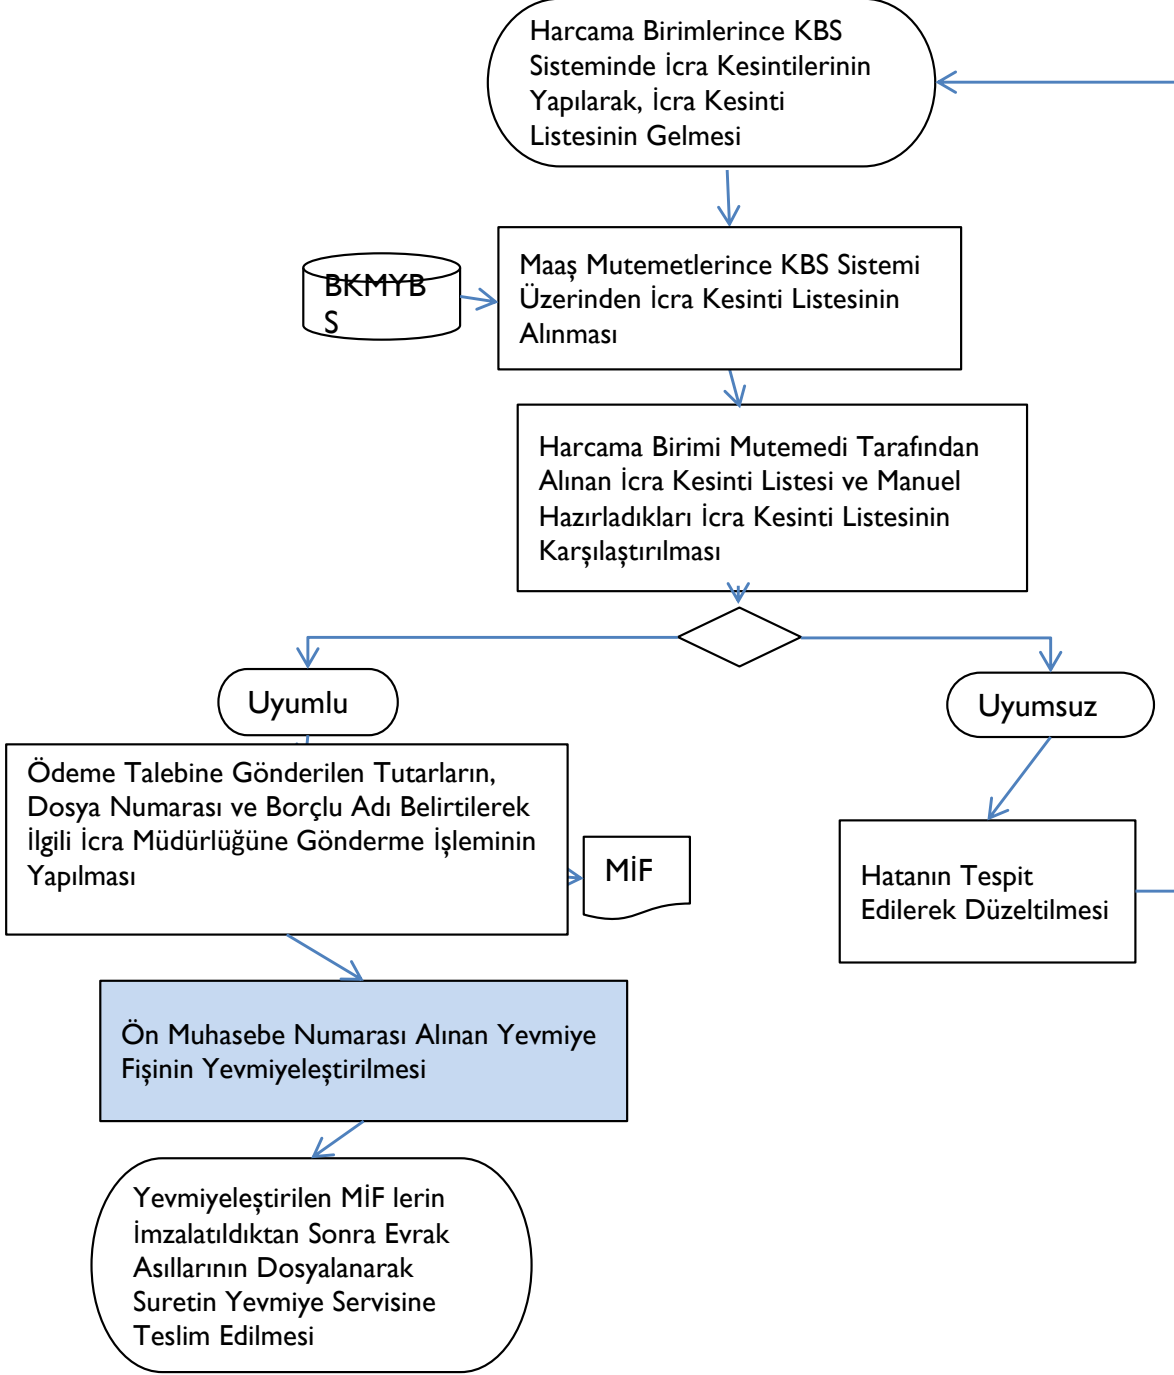 Harcama Birimlerince KBS
Sisteminde İcra Kesintilerinin
Yapılarak, İcra Kesinti
Listesinin Gelmesi
BKMYB
S
Maaş Mutemetlerince KBS Sistemi
Üzerinden İcra Kesinti Listesinin
Alınması
Harcama Birimi Mutemedi Tarafından
Alınan İcra Kesinti Listesi ve Manuel
Hazırladıkları İcra Kesinti Listesinin
Karşılaştırılması
Uyumlu
Uyumsuz
Ödeme Talebine Gönderilen Tutarların,
Dosya Numarası ve Borçlu Adı Belirtilerek
İlgili İcra Müdürlüğüne Gönderme İşleminin
Yapılması
MİF
Hatanın Tespit
Edilerek Düzeltilmesi
Ön Muhasebe Numarası Alınan Yevmiye
Fişinin Yevmiyeleştirilmesi
Yevmiyeleştirilen MİF lerin
İmzalatıldıktan Sonra Evrak
Asıllarının Dosyalanarak
Suretin Yevmiye Servisine
Teslim Edilmesi